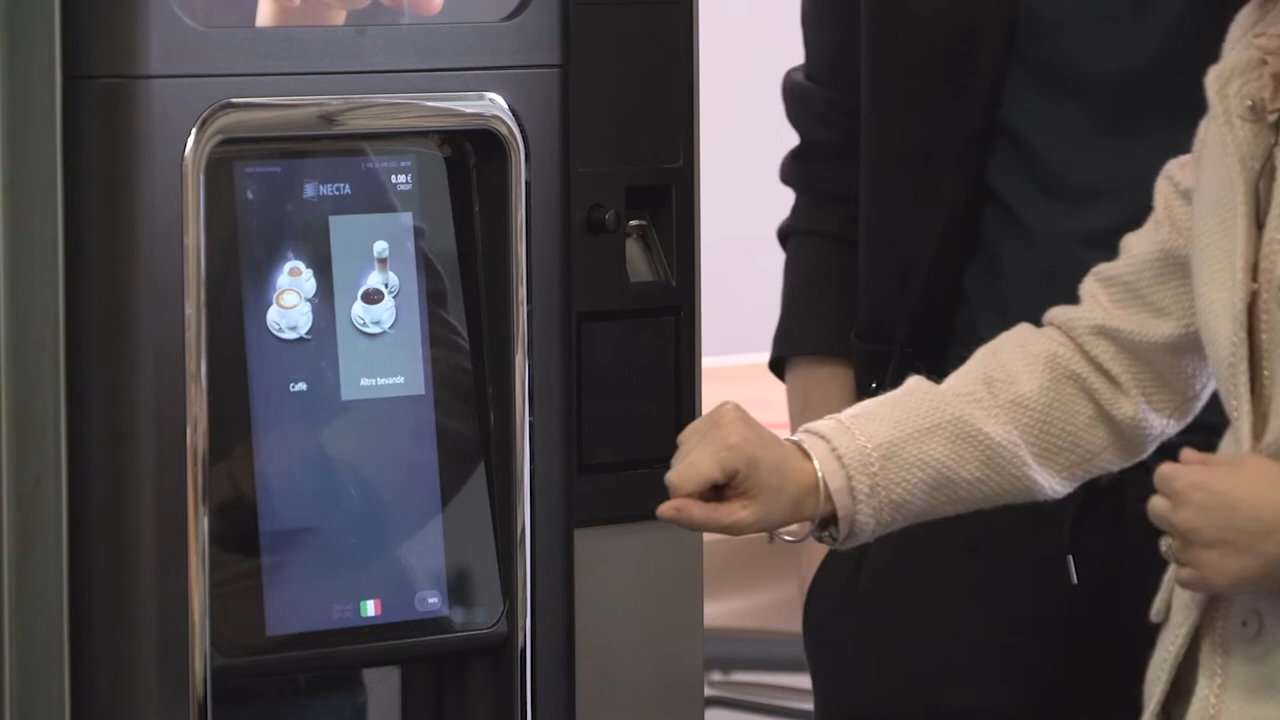 NECTA
0.00 €
CREDIT
Caffè
Altre bevande
INFO